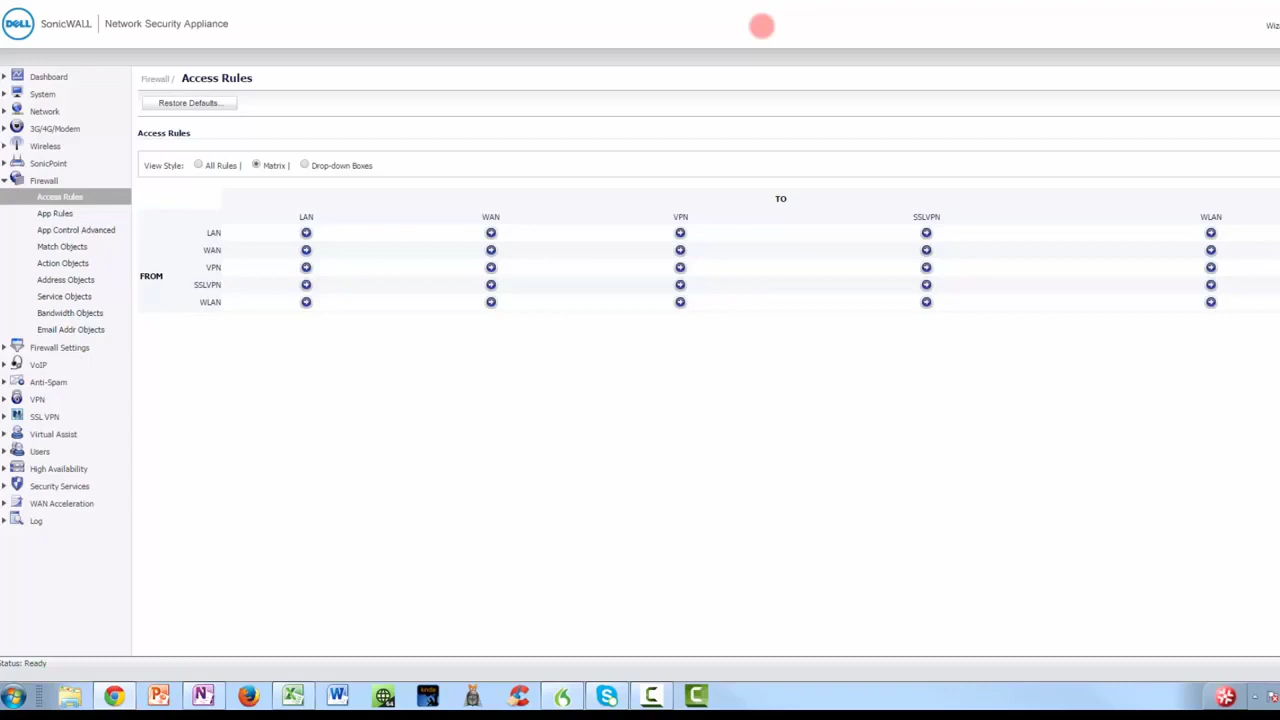 DELL SonicWALL | Network Security Appliance
Wiz
Dashboard
System
Network
3G/4G/Modem
Wireless
SonicPoint
Firewall
Access Rules
App Rules
App Control Advanced
Match Objects
Action Objects
Address Objects
Service Objects
Bandwidth Objects
Email Addr Objects
Firewall Settings
VoIP
Anti-Spam
VPN
SSL VPN
Virtual Assist
Users
High Availability
Security Services
WAN Acceleration
Log
Firewall / Access Rules
Restore Defaults...
Access Rules
View Style: All Rules | Matrix | Drop-down Boxes
TO
LAN WAN VPN SSLVPN WLAN
LAN
WAN
VPN
FROM
SSLVPN
WLAN
Status: Ready